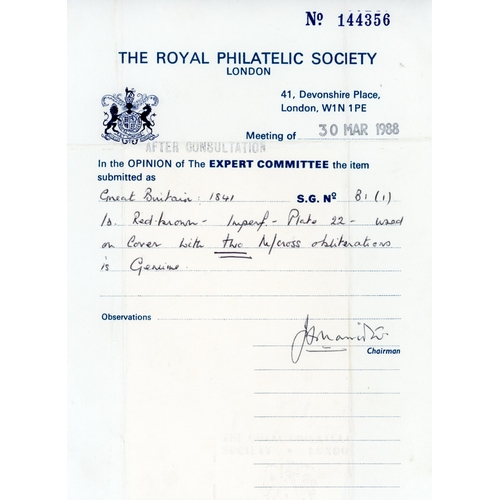 Nº 144356
THE ROYAL PHILATELIC SOCIETY
LONDON
41, Devonshire Place,
London, W1N 1PE
Meeting of 30 MAR 1988
AFTER CONSULTATION
In the OPINION of The EXPERT COMMITTEE the item
submitted as
Great Britain: 1841 S.G. Nº B1(1)
1d. Red-brown - Imperf - Plate 22 - used
on Cover with two M/cross obliterations
is Genuine.
Observations
Chairman